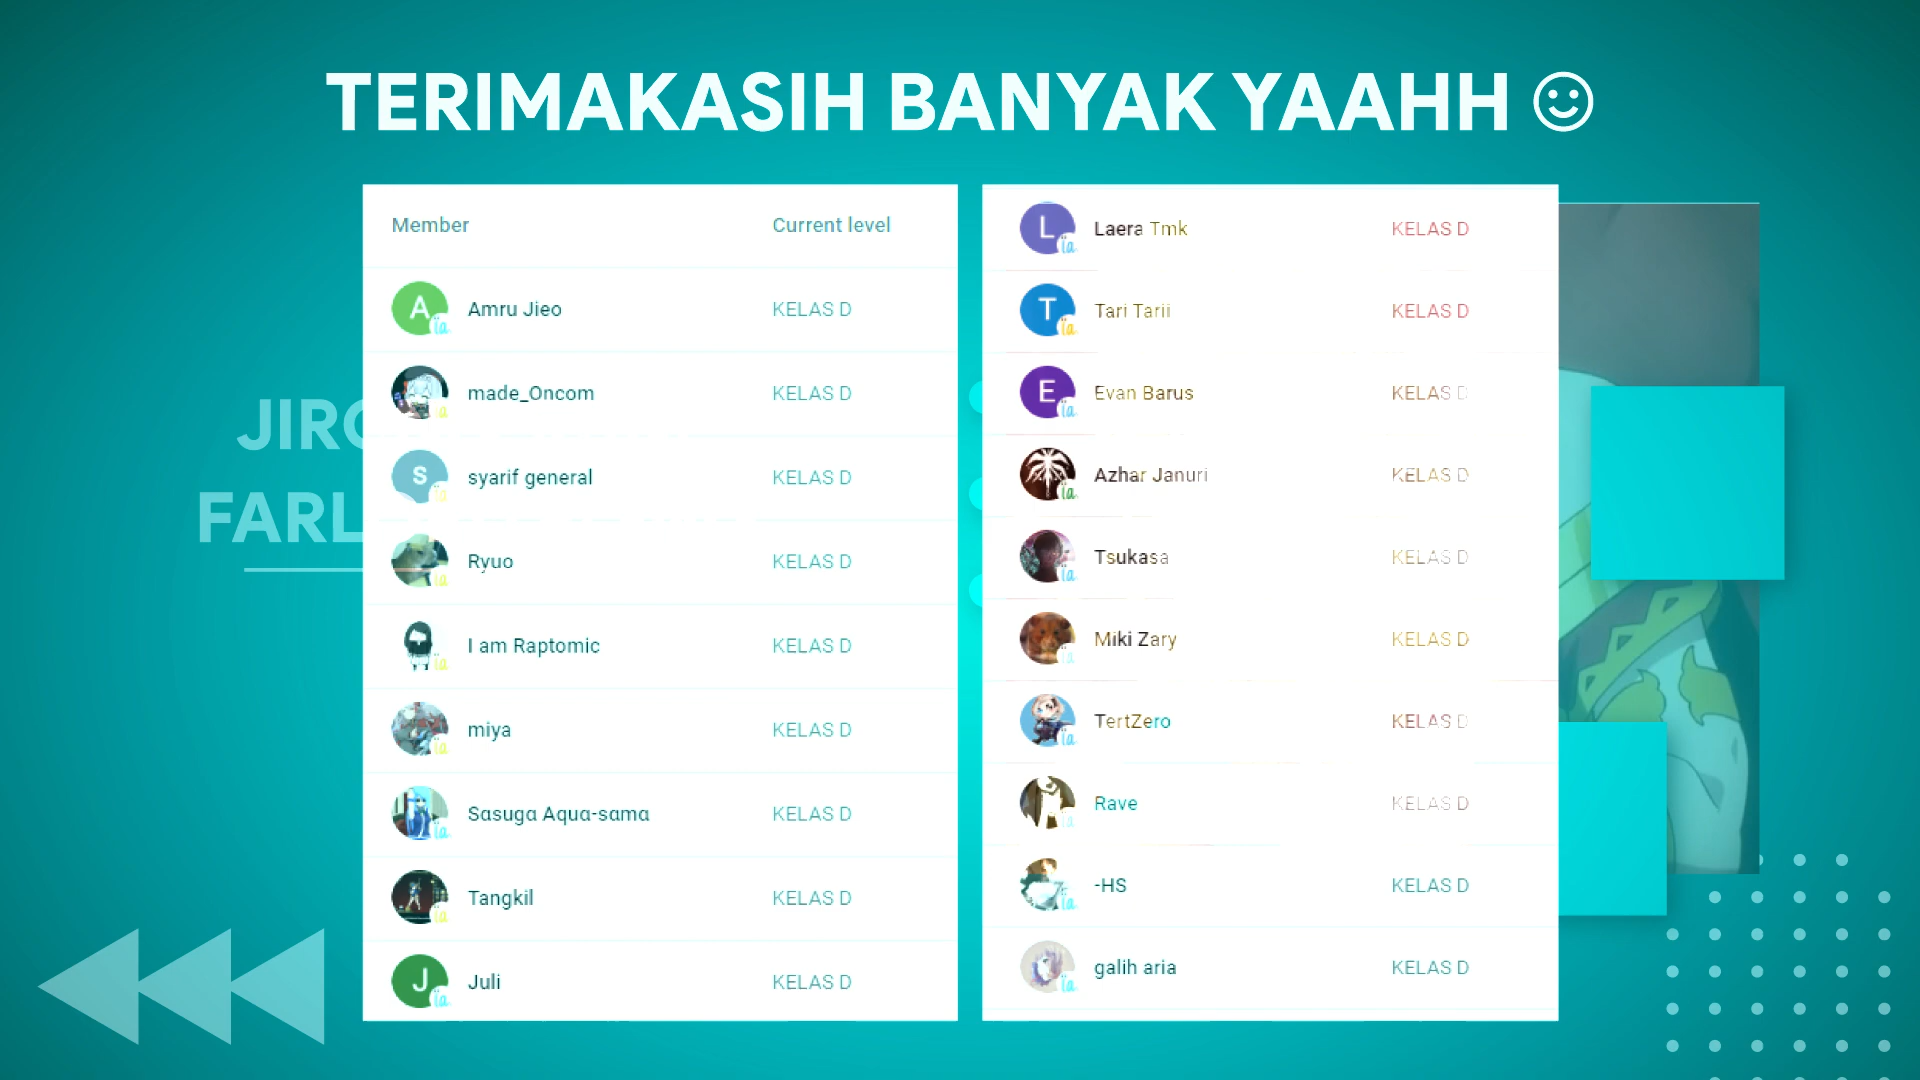 TERIMAKASIH BANYAK YAAHH ☺
Member Current level
A Amru Jieo KELAS D
made_Oncom KELAS D
S syarif general KELAS D
Ryuo KELAS D
I am Raptomic KELAS D
miya KELAS D
Sasuga Aqua-sama KELAS D
Tangkil KELAS D
J Juli KELAS D
L Laera Tmk KELAS D
T Tari Tarii KELAS D
E Evan Barus KELAS D
Azhar Januri KELAS D
Tsukasa KELAS D
Miki Zary KELAS D
TertZero KELAS D
Rave KELAS D
-HS KELAS D
galih aria KELAS D